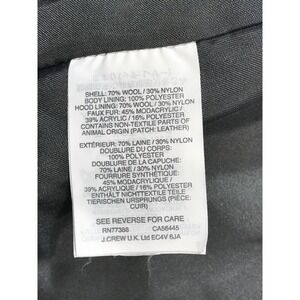 SHELL: 70% WOOL / 30% NYLON
BODY LINING: 100% POLYESTER
HOOD LINING: 70% WOOL / 30% NYLON
FAUX FUR: 45% MODACRYLIC /
39% ACRYLIC / 16% POLYESTER
CONTAINS NON-TEXTILE PARTS OF
ANIMAL ORIGIN (PATCH: LEATHER)
EXTÉRIEUR: 70% LAINE / 30% NYLON
DOUBLURE DU CORPS:
100% POLYESTER
DOUBLURE DE LA CAPUCHE:
70% LAINE / 30% NYLON
FOURRURE SYNTHÉTIQUE:
45% MODACRYLIQUE /
39% ACRYLIQUE / 16% POLYESTER
ENTHÄLT NICHTTEXTILE TEILE
TIERISCHEN URSPRUNGS (PIÈCE:
CUIR)
SEE REVERSE FOR CARE
RN77388 CA56445
J.CREW U.K. Ltd EC4V 6JA